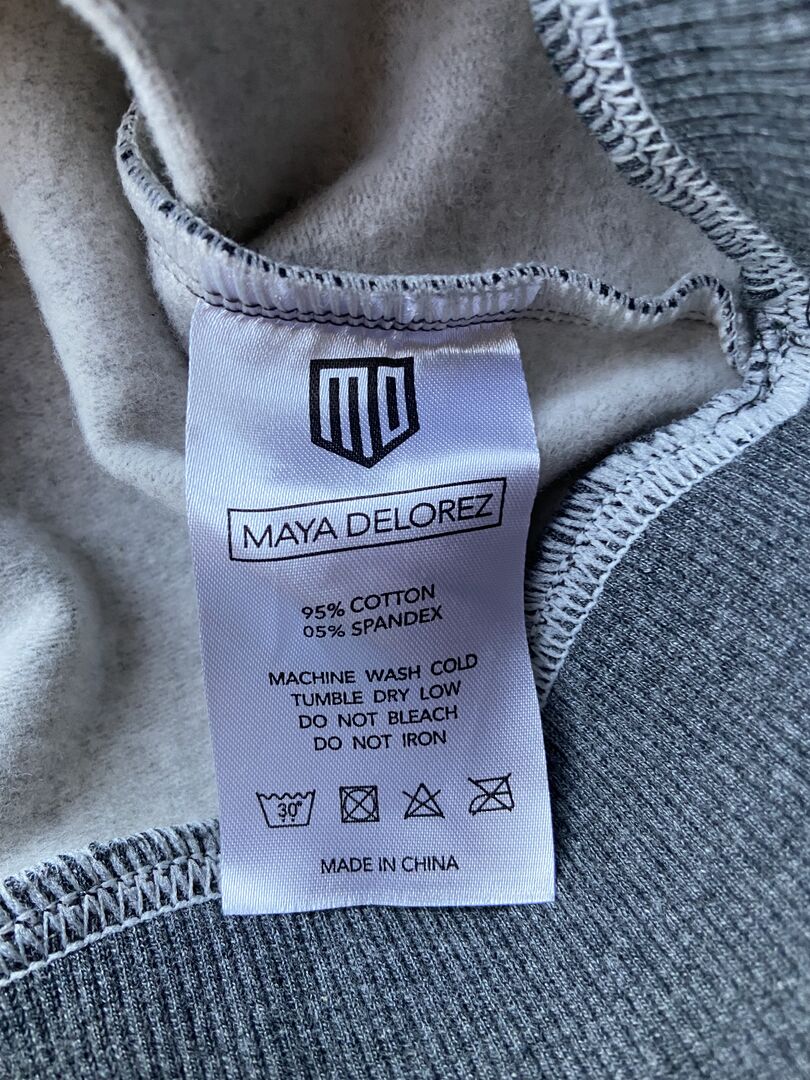 MD
MAYA DELOREZ
95% COTTON
05% SPANDEX
MACHINE WASH COLD
TUMBLE DRY LOW
DO NOT BLEACH
DO NOT IRON
30°
MADE IN CHINA